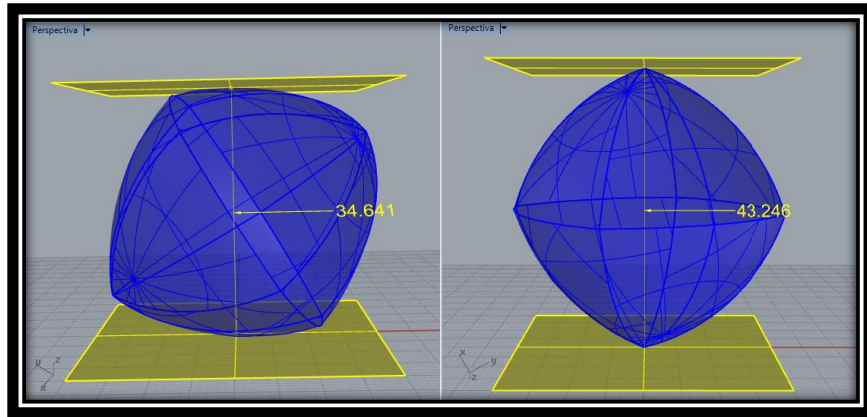 Perspectiva
Perspectiva
34.641
43.246
y z
x
x y
z